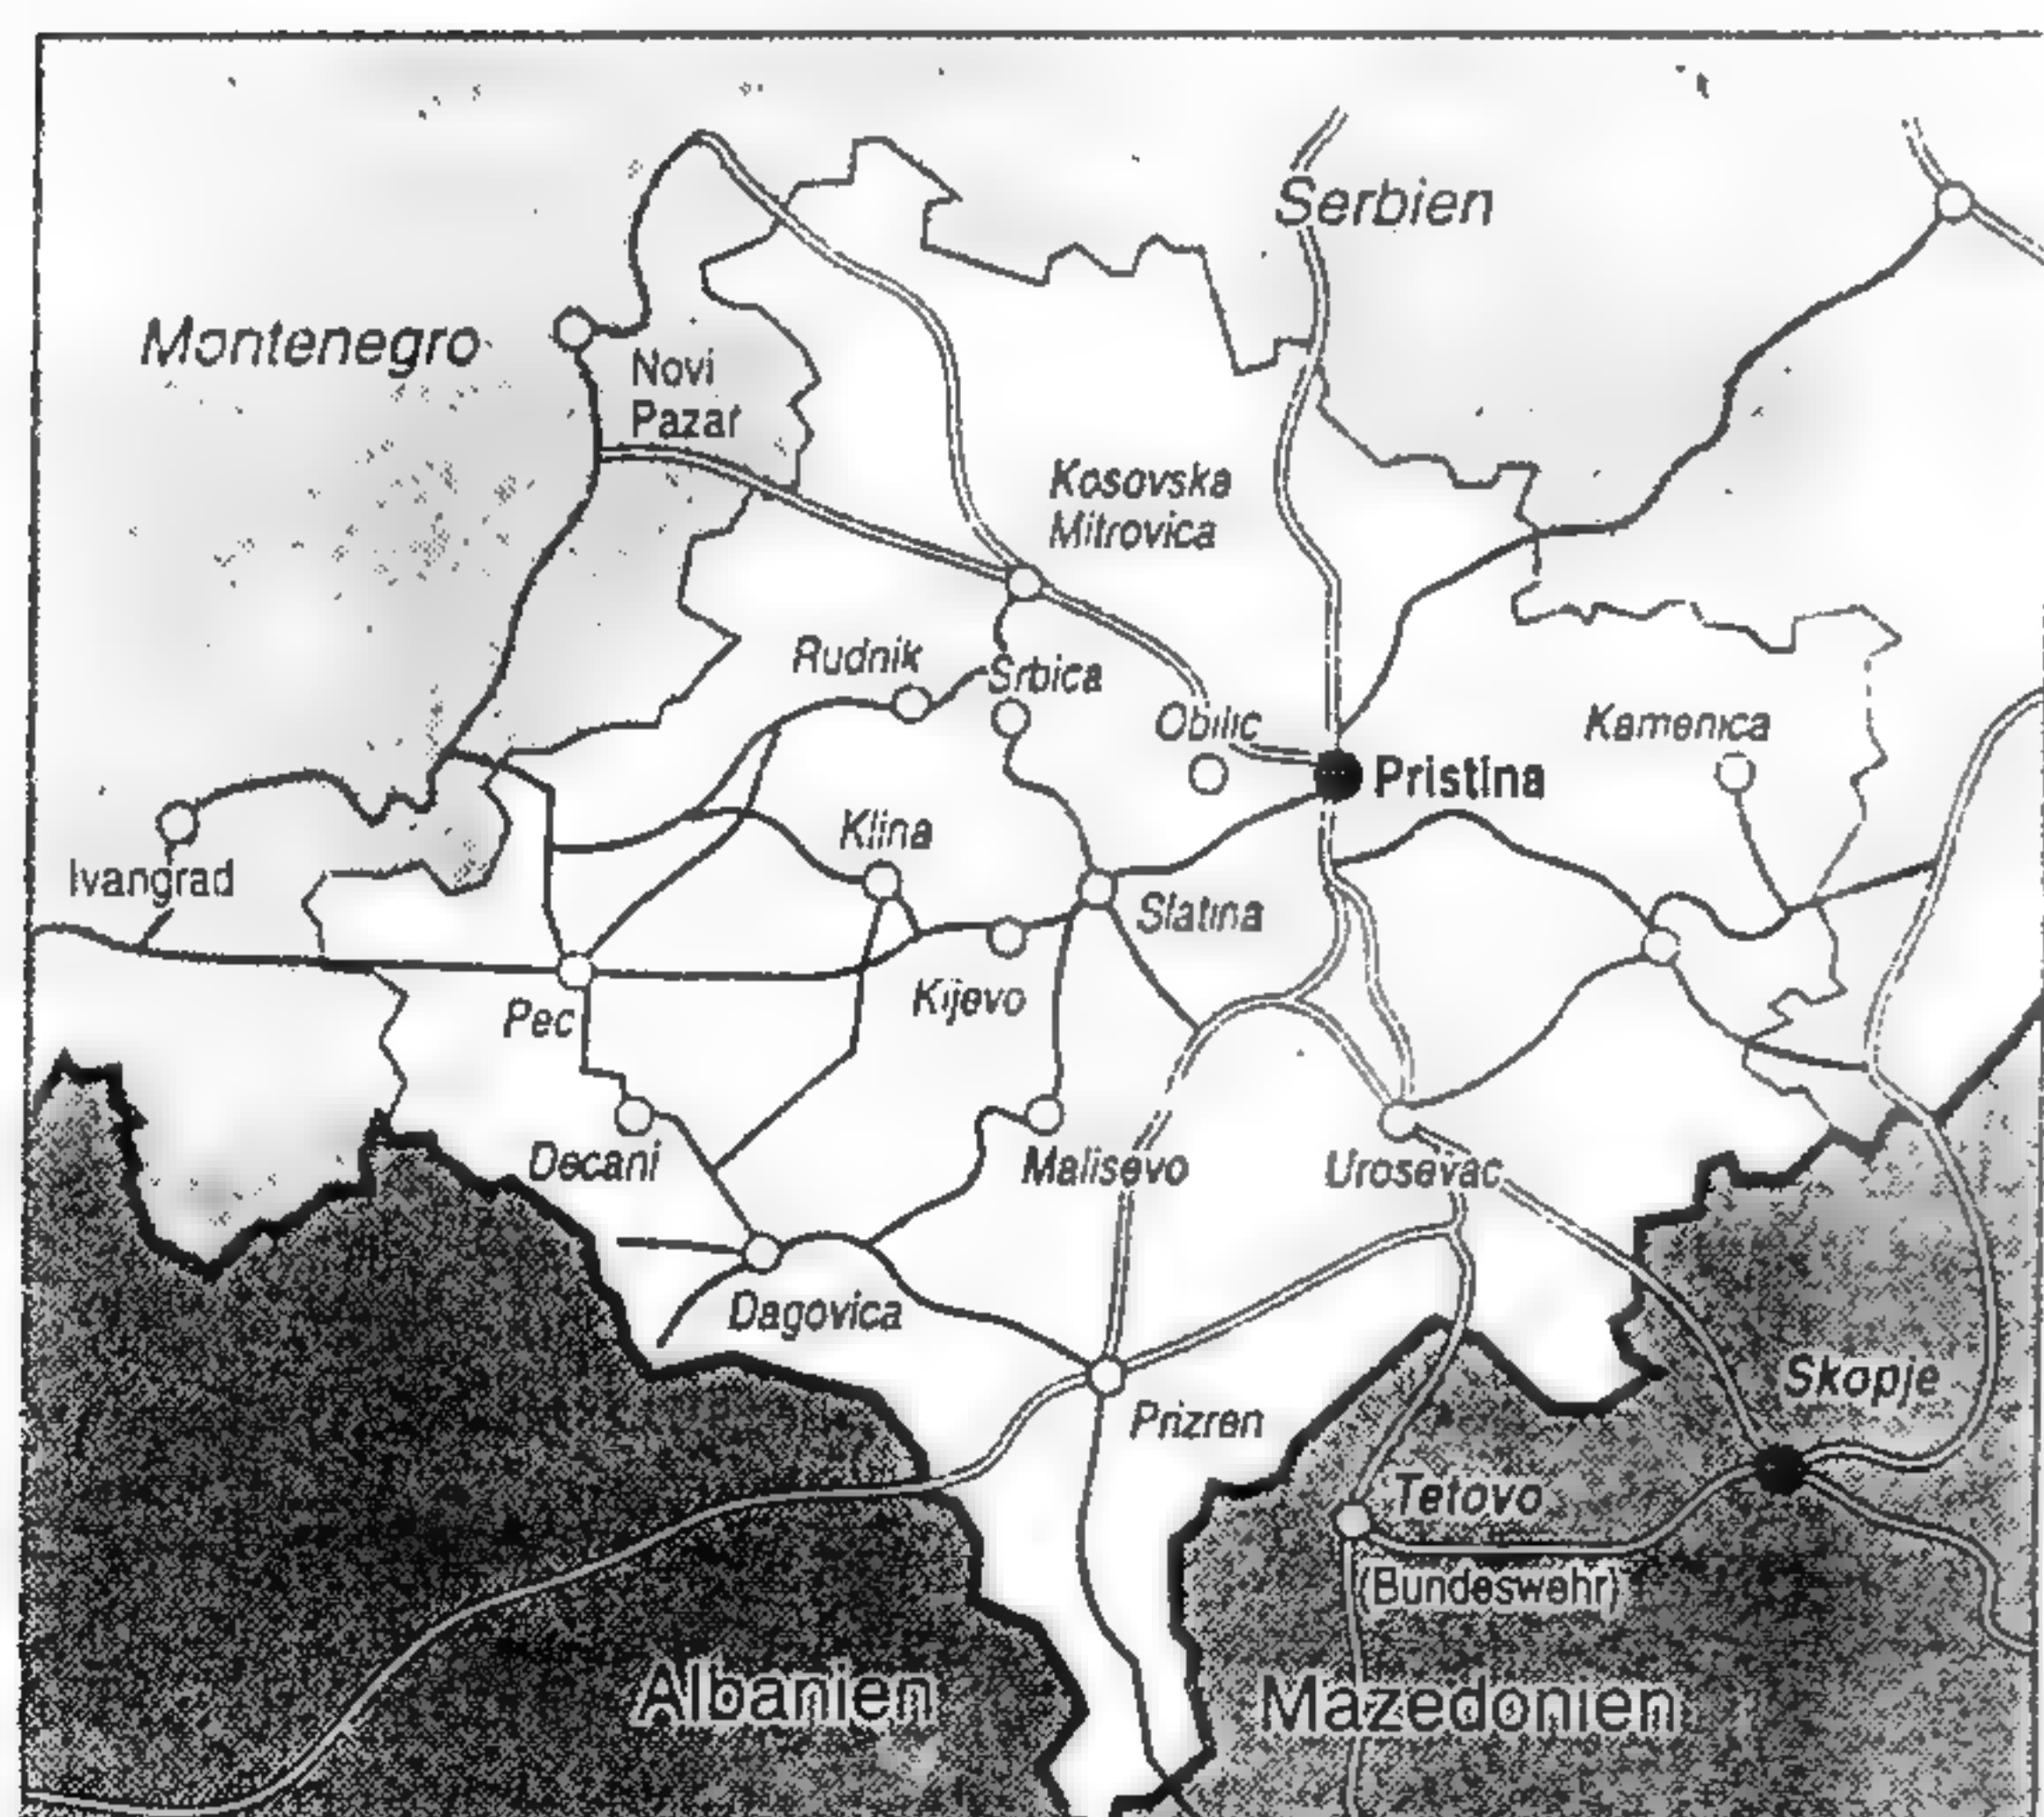 Serbien
Montenegro
Novi
Pazar
Kosovska
Mitrovica
Rudnik
Srbica
Obilic
Kamenica
Pristina
Klina
Ivangrad
Slatina
Kijevo
Pec
Decani
Malisevo
Urosevac
Dagovica
Skopje
Prizren
Tetovo
(Bundeswehr)
Albanien
Mazedonien